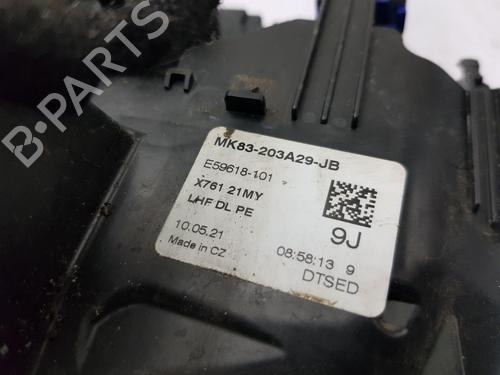 MK83-203A29-JB
E59618-101
X761 21MY
LHF DL PE
9J
10.05.21
08:58:13 9
Made in CZ
DTSED
B-PARTS